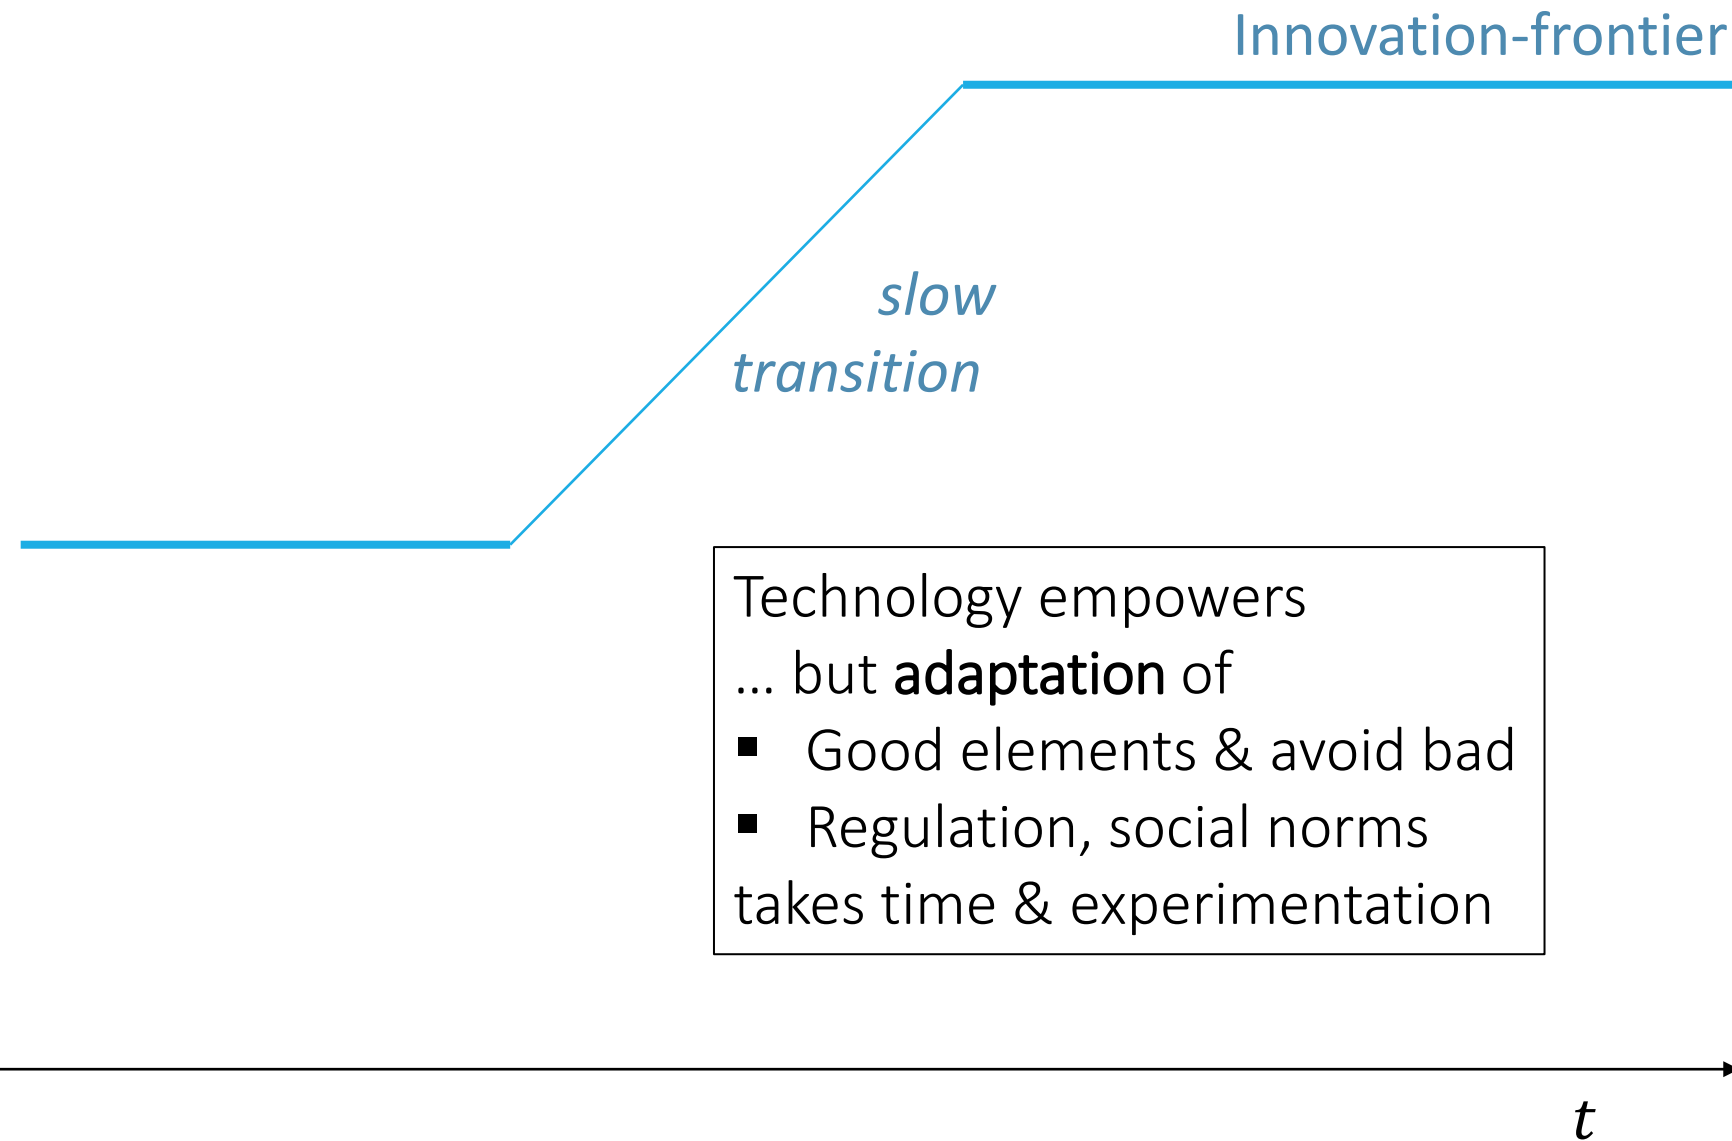 Innovation-frontier
slow
transition
Technology empowers
… but adaptation of
▪ Good elements & avoid bad
▪ Regulation, social norms
takes time & experimentation
t